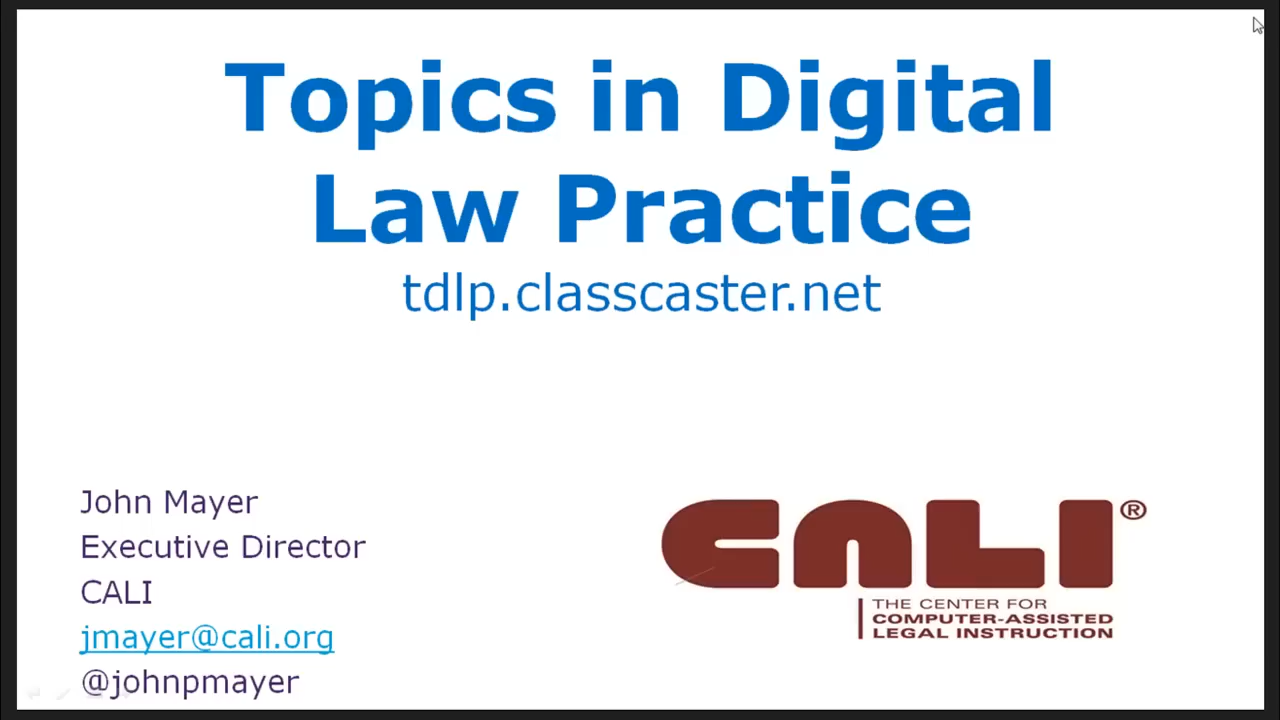 Topics in Digital
Law Practice
tdlp.classcaster.net
John Mayer
Executive Director
CALI
jmayer@cali.org
@johnpmayer
CALI®
THE CENTER FOR
COMPUTER-ASSISTED
LEGAL INSTRUCTION